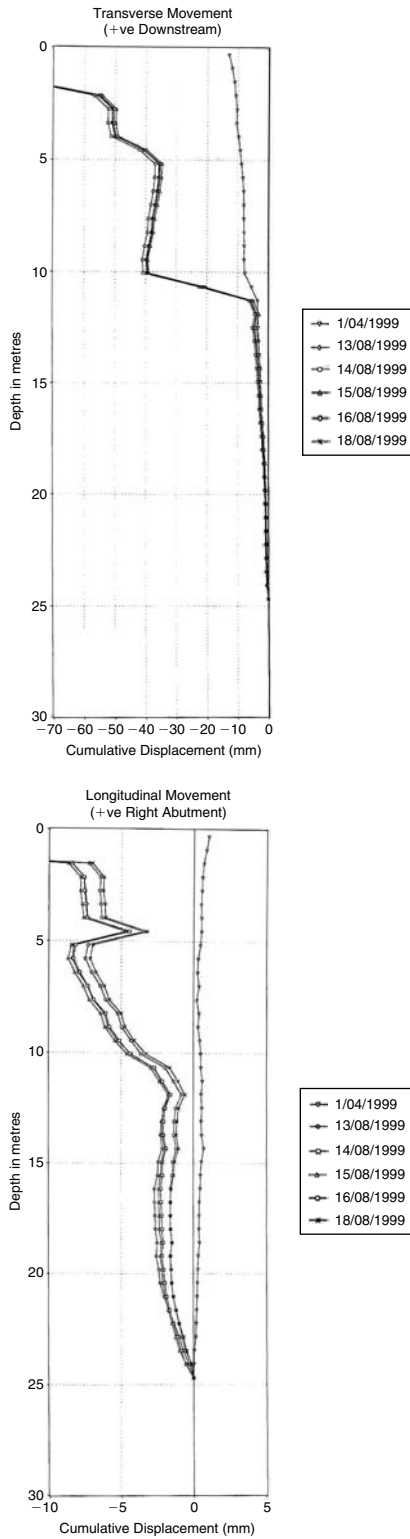 Transverse Movement
(+ve Downstream)
0
5
10
15
20
25
30
Depth in metres
−70 −60 −50 −40 −30 −20 −10 0
Cumulative Displacement (mm)
1/04/1999
13/08/1999
14/08/1999
15/08/1999
16/08/1999
18/08/1999
Longitudinal Movement
(+ve Right Abutment)
0
5
10
15
20
25
30
Depth in metres
−10 −5 0 5
Cumulative Displacement (mm)
1/04/1999
13/08/1999
14/08/1999
15/08/1999
16/08/1999
18/08/1999